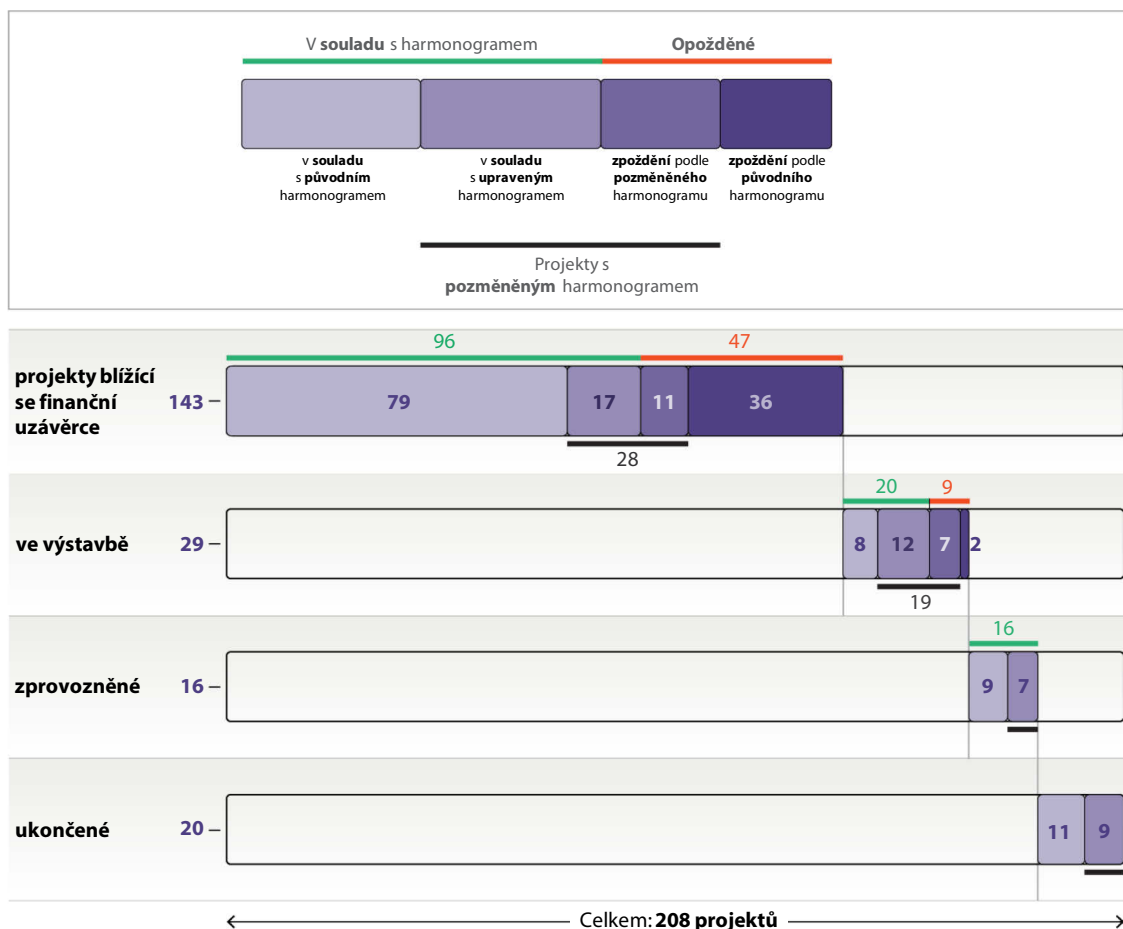 V souladu s harmonogramem
Opožděné
v souladu
s původním
harmonogramem
v souladu
s upraveným
harmonogramem
zpoždění podle
pozměněného
harmonogramu
zpoždění podle
původního
harmonogramu
Projekty s
pozměněným harmonogramem
96
47
projekty blížící
se finanční
uzávěrce
143
79
17
11
36
28
20
9
ve výstavbě
29
8
12
7
2
19
16
zprovozněné
16
9
7
ukončené
20
11
9
Celkem: 208 projektů